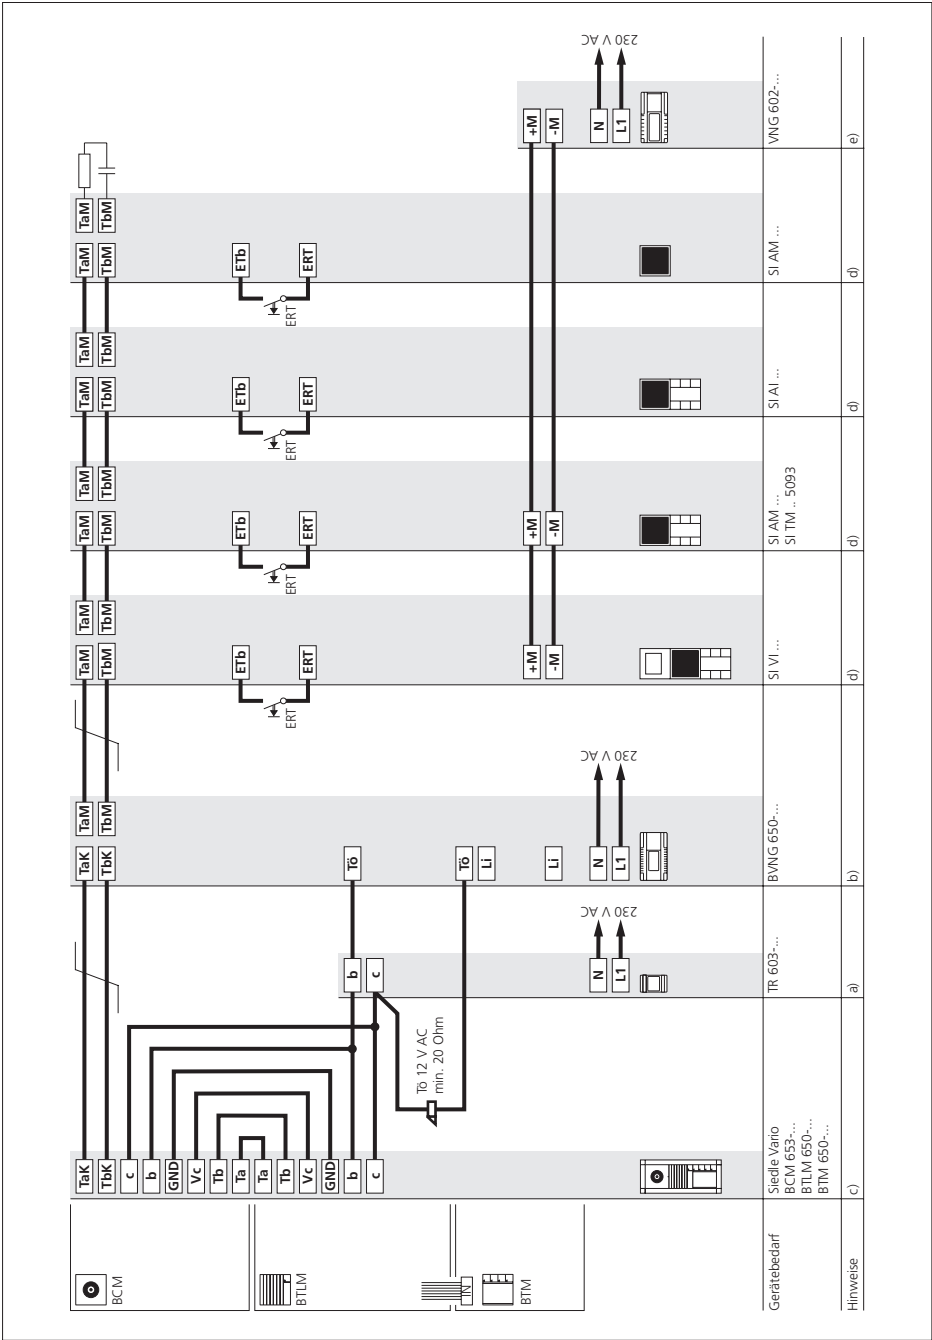 TaK TaK TaM TaM TaM TaM TaM TaM TaM TaM TaM
TbK TbK TbM TbM TbM TbM TbM TbM TbM TbM TbM
BCM
c
b
GND
Vc
Tb
Ta ETb ETb ETb ETb
Ta
Tb ERT ERT ERT ERT
BTLM
Vc ERT ERT ERT ERT
GND
b b Tö
c c
Tö 12 V AC
min. 20 Ohm
IN Tö
Li
BTM
+M +M +M
Li -M -M -M
N N N
L1 L1 L1
230 V AC 230 V AC 230 V AC
Gerätebedarf
Siedle Vario
BCM 653-...
BTLM 650-...
BTM 650-...
TR 603-...
BVNG 650-...
SI VI ...
SI AM ...
SI TM .. 5093
SI AI ...
SI AM ...
VNG 602-...
Hinweise c) a) b) d) d) d) d) e)